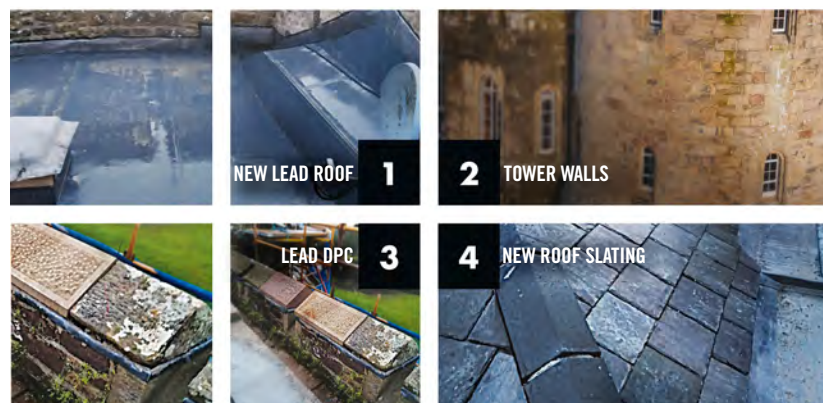 NEW LEAD ROOF 1
2 TOWER WALLS
LEAD DPC 3
4 NEW ROOF SLATING